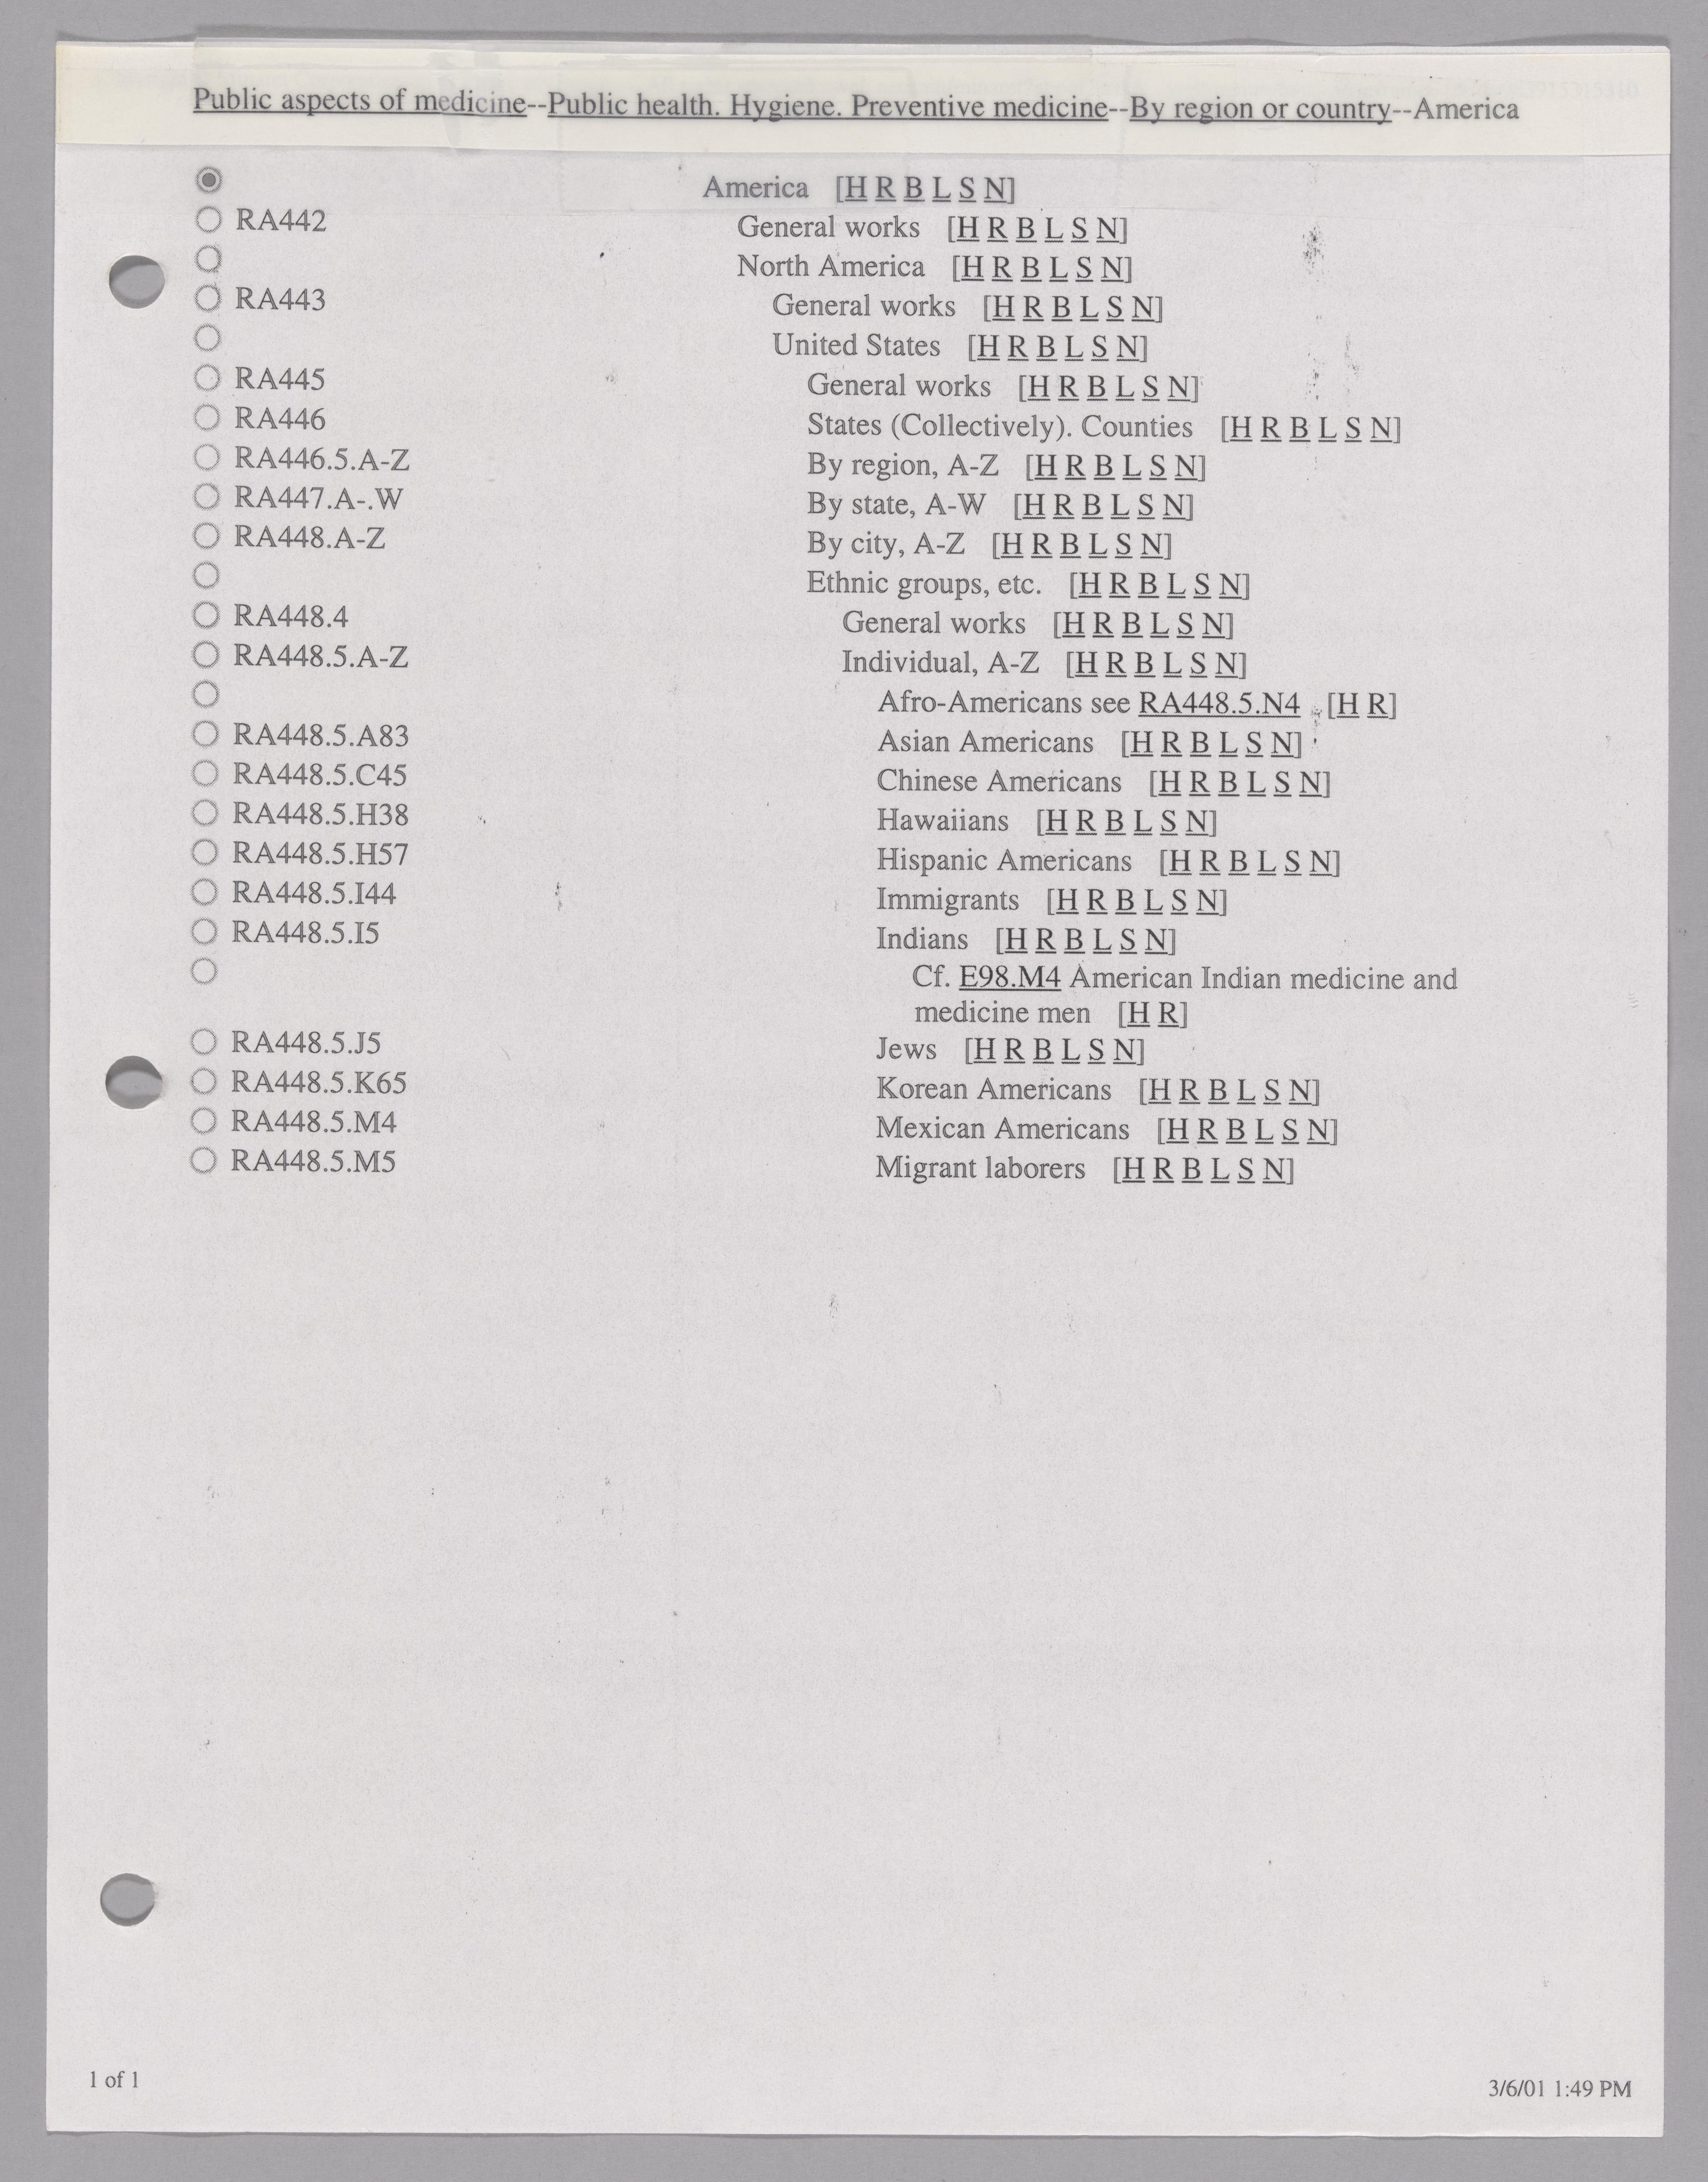 Public aspects of medicine--Public health. Hygiene. Preventive medicine--By region or country--America
America [H R B L S N]
RA442 General works [H R B L S N]
North America [H R B L S N]
RA443 General works [H R B L S N]
United States [H R B L S N]
RA445 General works [H R B L S N]
RA446 States (Collectively). Counties [H R B L S N]
RA446.5.A-Z By region, A-Z [H R B L S N]
RA447.A-.W By state, A-W [H R B L S N]
RA448.A-Z By city, A-Z [H R B L S N]
Ethnic groups, etc. [H R B L S N]
RA448.4 General works [H R B L S N]
RA448.5.A-Z Individual, A-Z [H R B L S N]
Afro-Americans see RA448.5.N4 [H R]
RA448.5.A83 Asian Americans [H R B L S N]
RA448.5.C45 Chinese Americans [H R B L S N]
RA448.5.H38 Hawaiians [H R B L S N]
RA448.5.H57 Hispanic Americans [H R B L S N]
RA448.5.I44 Immigrants [H R B L S N]
RA448.5.I5 Indians [H R B L S N]
Cf. E98.M4 American Indian medicine and
medicine men [H R]
RA448.5.J5 Jews [H R B L S N]
RA448.5.K65 Korean Americans [H R B L S N]
RA448.5.M4 Mexican Americans [H R B L S N]
RA448.5.M5 Migrant laborers [H R B L S N]
1 of 1 3/6/01 1:49 PM